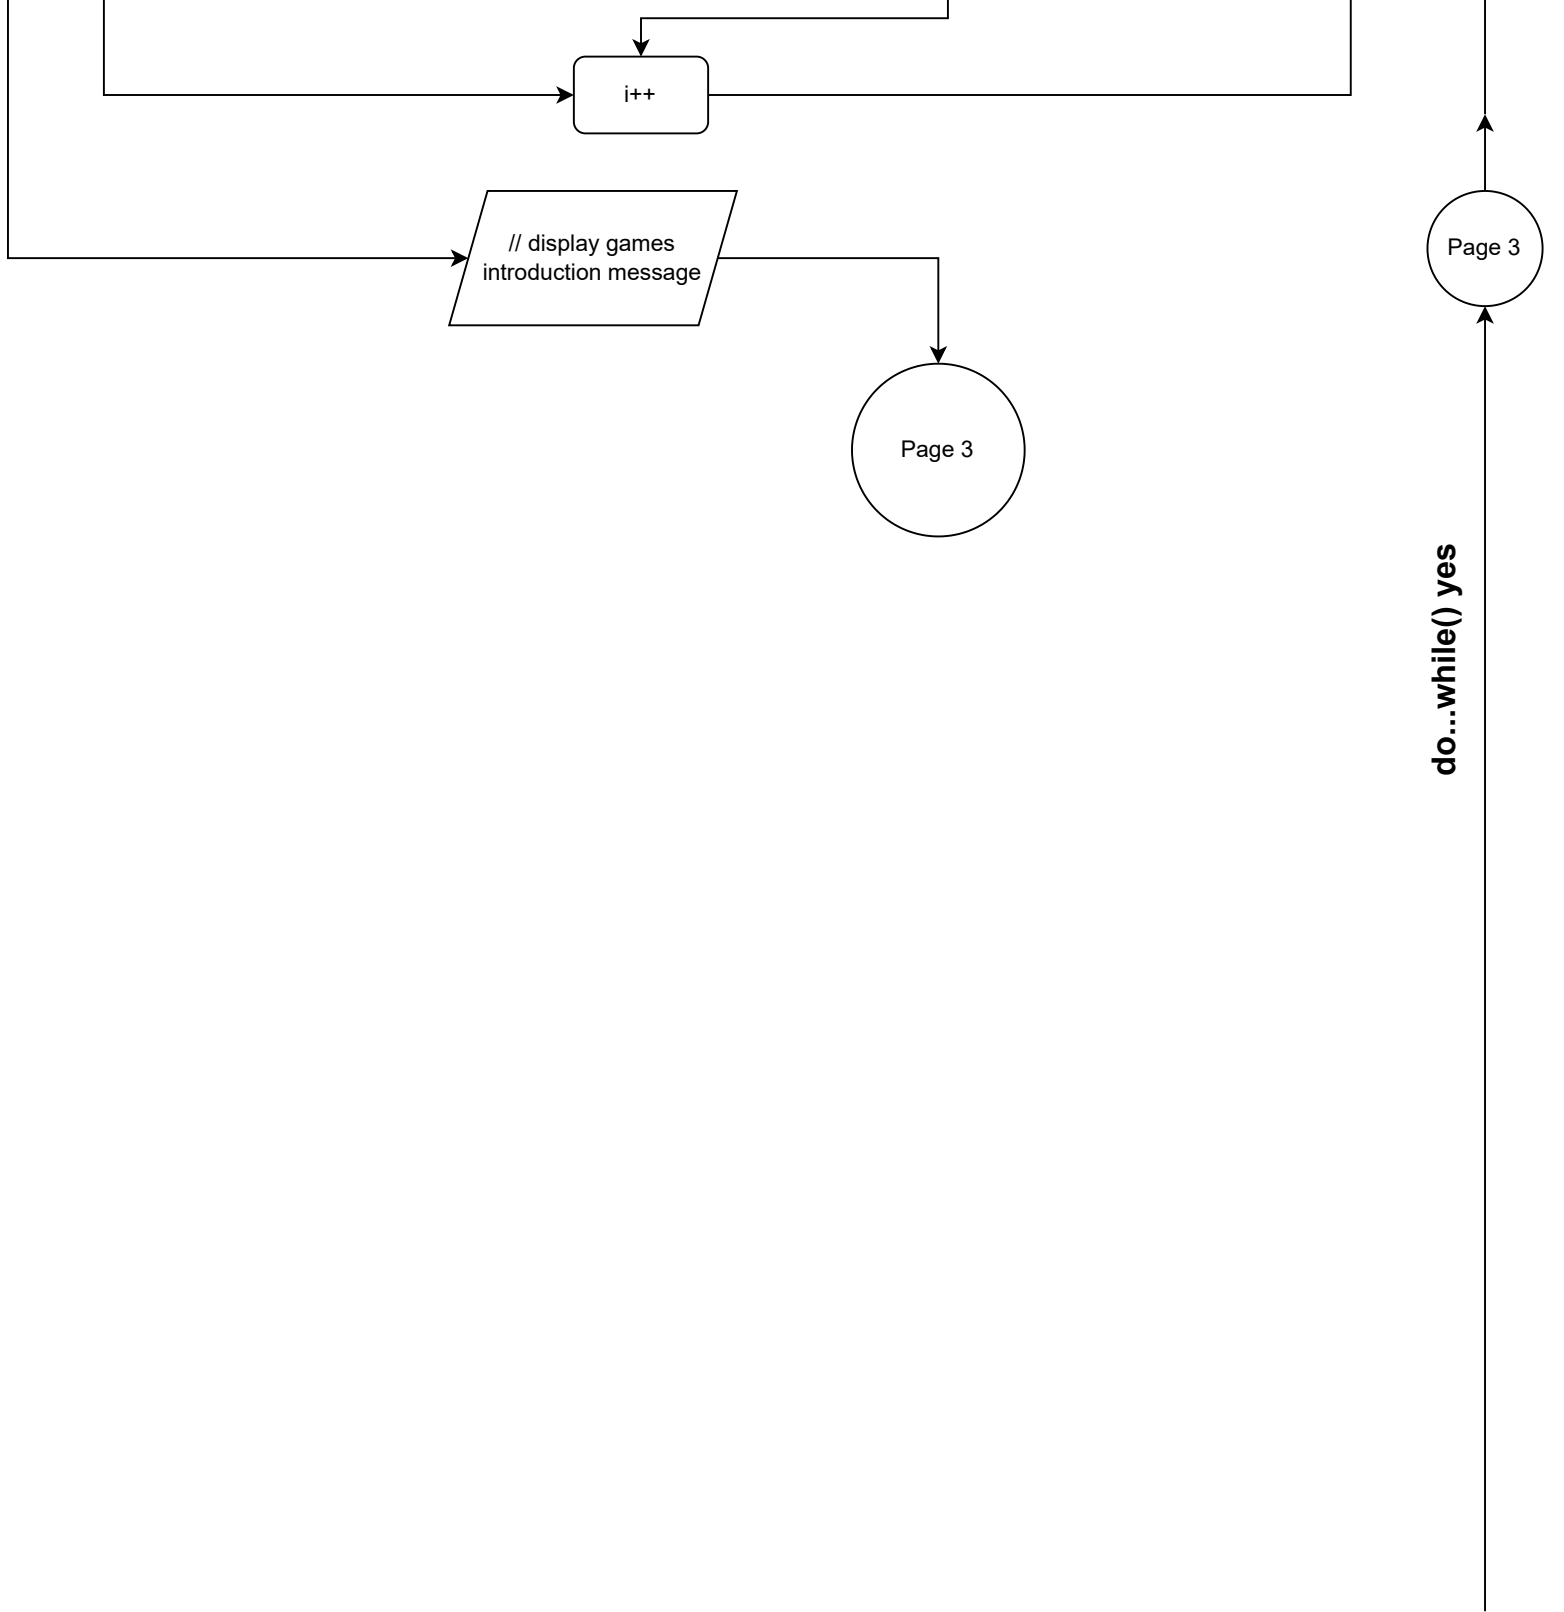 i++
// display games
introduction message
Page 3
Page 3
do...while() yes